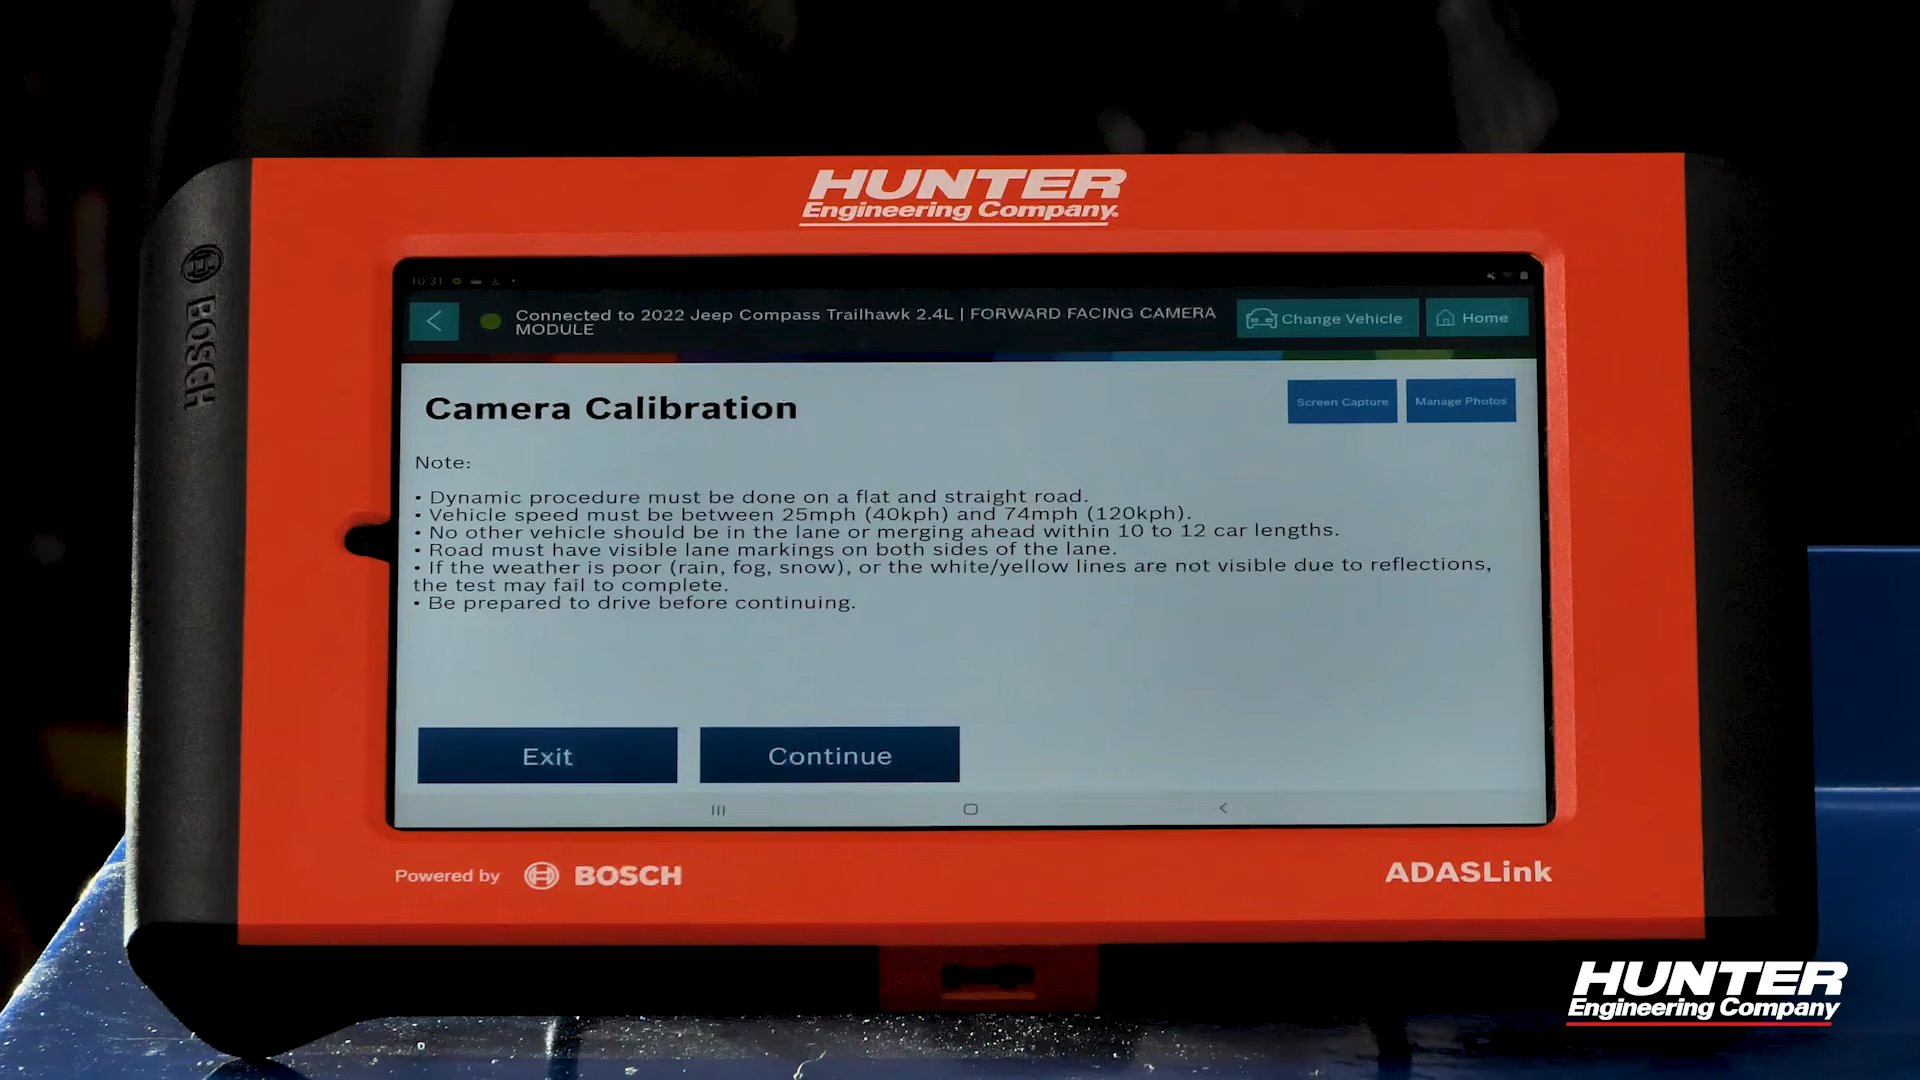 HUNTER
Engineering Company
BOSCH
10:31
Connected to 2022 Jeep Compass Trailhawk 2.4L | FORWARD FACING CAMERA
MODULE
Change Vehicle
Home
Camera Calibration
Screen Capture
Manage Photos
Note:
• Dynamic procedure must be done on a flat and straight road.
• Vehicle speed must be between 25mph (40kph) and 74mph (120kph).
• No other vehicle should be in the lane or merging ahead within 10 to 12 car lengths.
• Road must have visible lane markings on both sides of the lane.
• If the weather is poor (rain, fog, snow), or the white/yellow lines are not visible due to reflections,
the test may fail to complete.
• Be prepared to drive before continuing.
Exit
Continue
Powered by BOSCH
ADASLink
HUNTER
Engineering Company